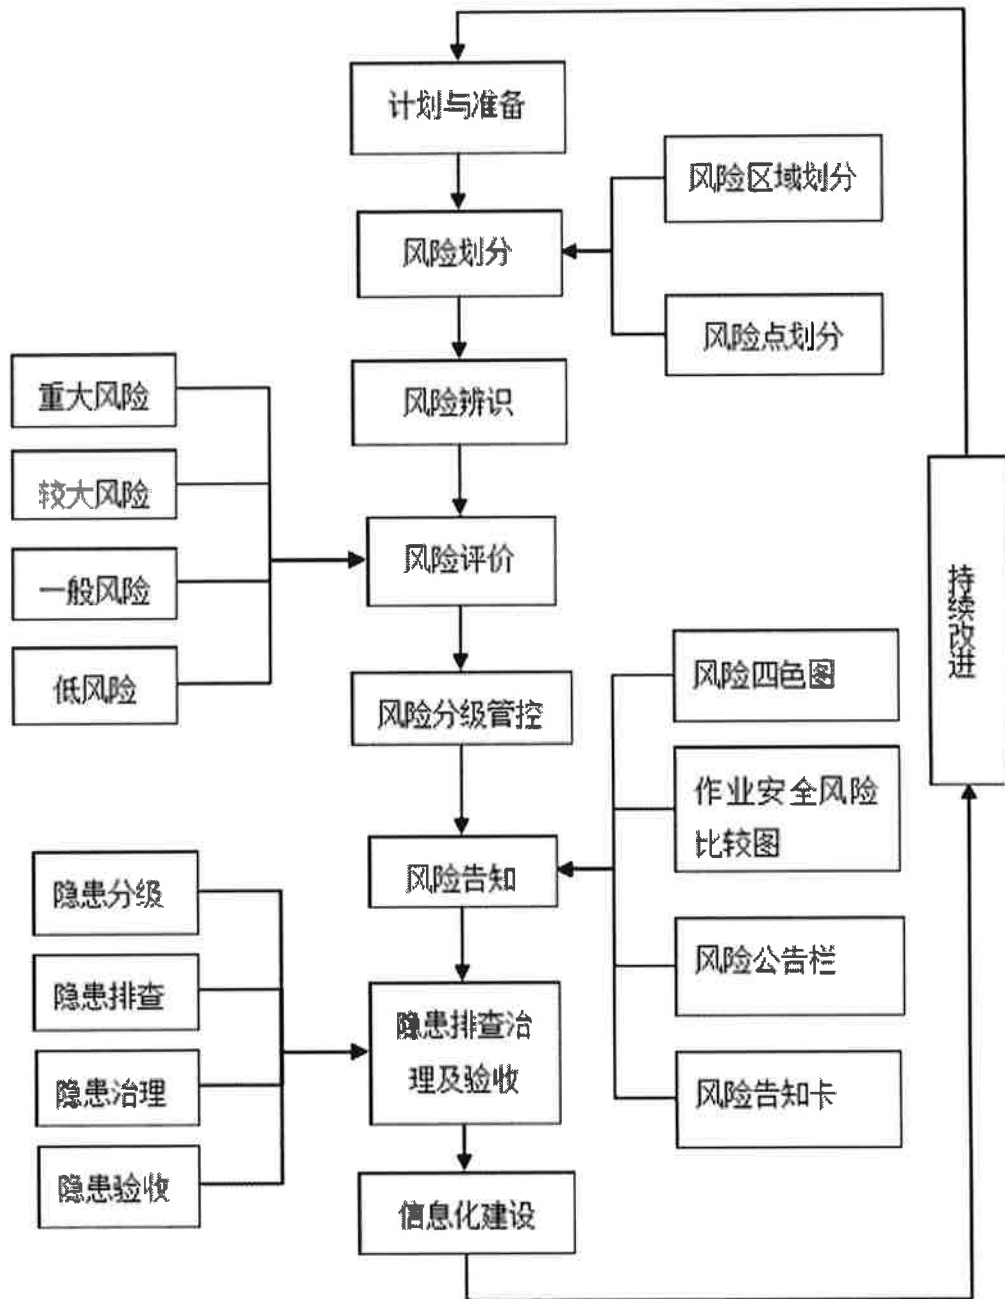 计划与准备
风险区域划分
风险划分
风险点划分
重大风险
风险辨识
较大风险
风险评价
一般风险
持续改进
低风险
风险四色图
风险分级管控
作业安全风险
比较图
风险告知
隐患分级
风险公告栏
隐患排查
隐患排查治
理及验收
隐患治理
风险告知卡
隐患验收
信息化建设